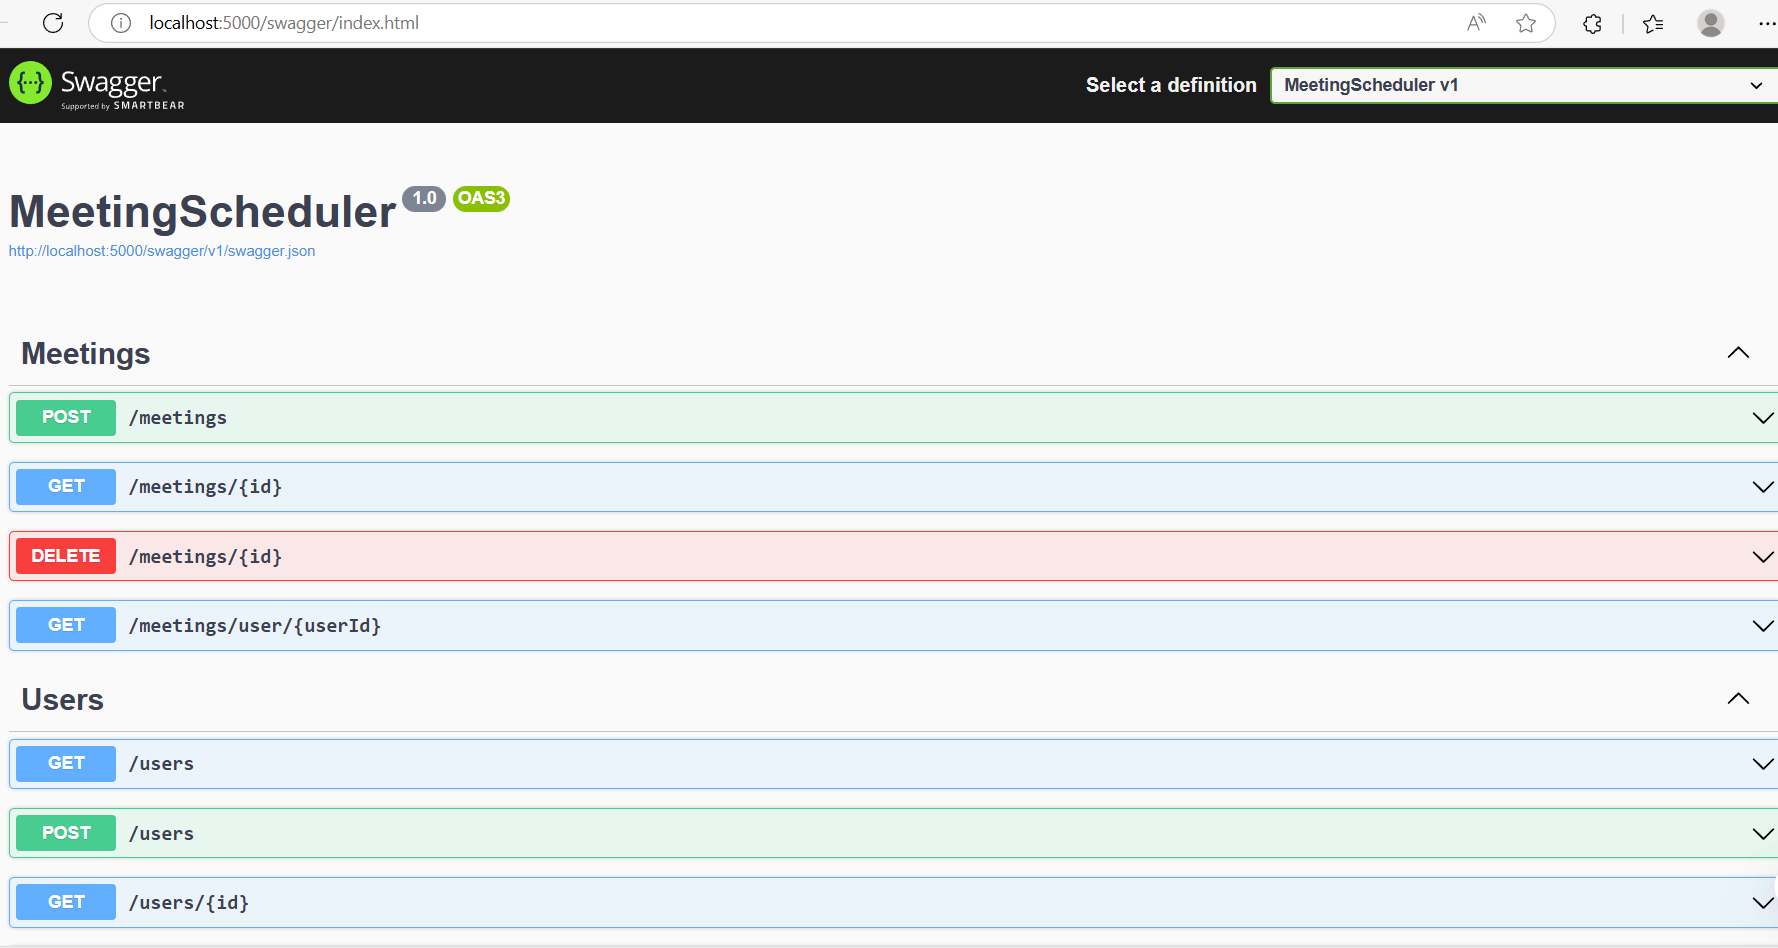 localhost:5000/swagger/index.html
Swagger
Supported by SMARTBEAR
Select a definition
MeetingScheduler v1
MeetingScheduler 1.0 OAS3
http://localhost:5000/swagger/v1/swagger.json
Meetings
POST /meetings
GET /meetings/{id}
DELETE /meetings/{id}
GET /meetings/user/{userId}
Users
GET /users
POST /users
GET /users/{id}